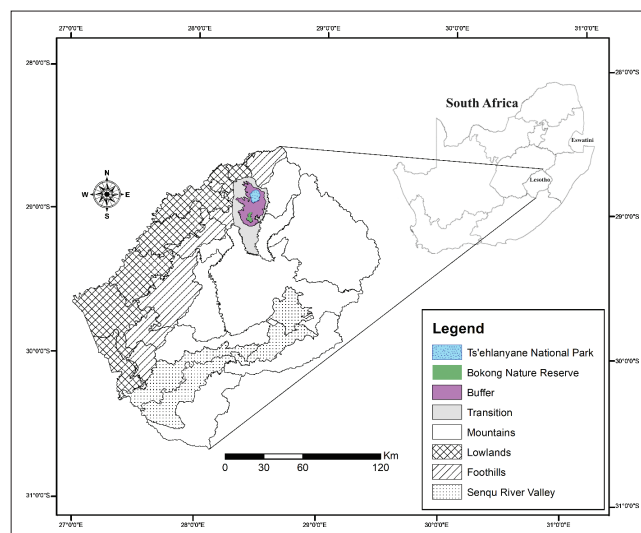 27°0'0"E 28°0'0"E 29°0'0"E 30°0'0"E 31°0'0"E
28°0'0"S
28°0'0"S
South Africa
Eswatini
Lesotho
N
W E
S
29°0'0"S
29°0'0"S
Legend
Ts'ehlanyane National Park
Bokong Nature Reserve
Buffer
Transition
Mountains
Lowlands
Foothills
Senqu River Valley
30°0'0"S
30°0'0"S
Km
0 30 60 120
31°0'0"S
31°0'0"S
27°0'0"E 28°0'0"E 29°0'0"E 30°0'0"E 31°0'0"E